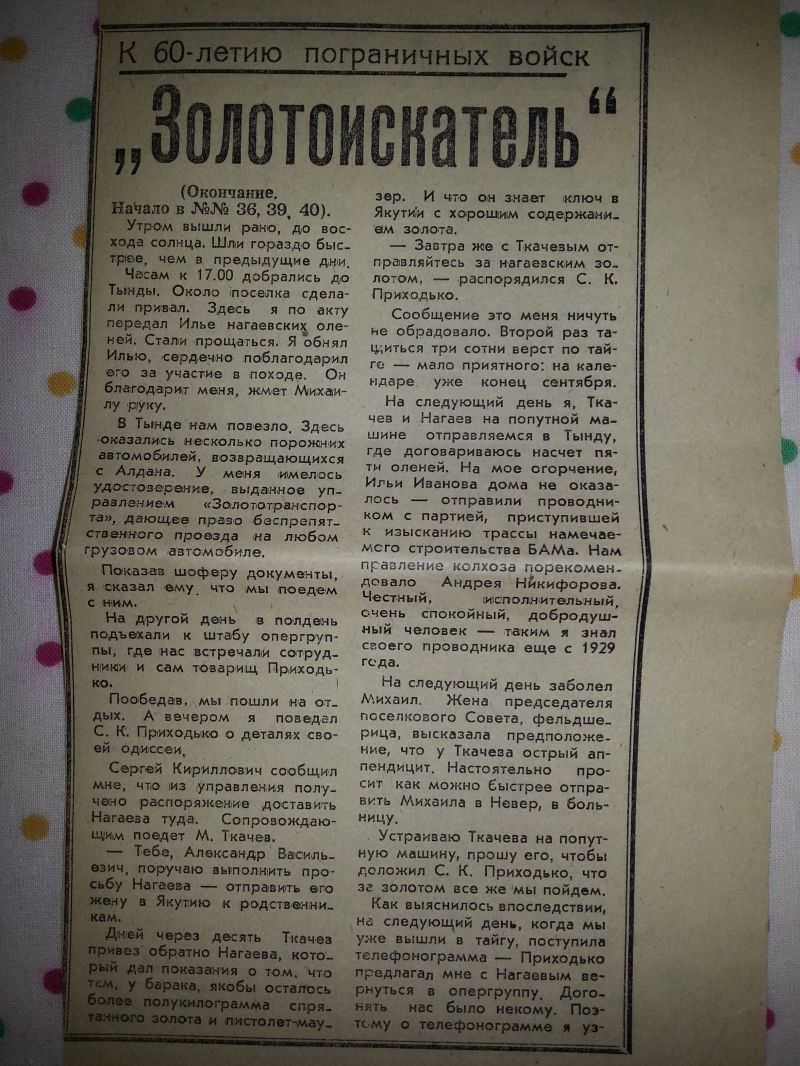 К 60-летию пограничных войск
„Золотоискатель“
(Окончание.
Начало в №№ 36, 39, 40).
Утром вышли рано, до вос-
хода солнца. Шли гораздо быс-
трее, чем в предыдущие дни.
Часам к 17.00 добрались до
Тынды. Около поселка сдела-
ли привал. Здесь я по акту
передал Илье нагаевских оле-
ней. Стали прощаться. Я обнял
Илью, сердечно поблагодарил
его за участие в походе. Он
благодарит меня, жмет Михаи-
лу руку.
В Тынде нам повезло. Здесь
оказались несколько порожних
автомобилей, возвращающихся
с Алдана. У меня имелось
удостоверение, выданное уп-
равлением «Золототранспор-
та», дающее право беспрепят-
ственного проезда на любом
грузовом автомобиле.
Показав шоферу документы,
я сказал ему, что мы поедем
с ним.
На другой день в полдень
подъехали к штабу опергруп-
пы, где нас встречали сотруд-
ники и сам товарищ Приходь-
ко.
Пообедав, мы пошли на от-
дых. А вечером я поведал
С. К. Приходько о деталях сво-
ей одиссеи.
Сергей Кириллович сообщил
мне, что из управления полу-
чено распоряжение доставить
Нагаева туда. Сопровождаю-
щим поедет М. Ткачев.
— Тебе, Александр Василь-
евич, поручаю выполнить про-
сьбу Нагаева — отправить его
жену в Якутию к родственни-
кам.
Дней через десять Ткачев
привез обратно Нагаева, кото-
рый дал показания о том, что
там, у барака, якобы осталось
более полукилограмма спря-
танного золота и пистолет-мау-
зер. И что он знает ключ в
Якутии с хорошим содержани-
ем золота.
— Завтра же с Ткачевым от-
правляйтесь за нагаевским зо-
лотом, — распорядился С. К.
Приходько.
Сообщение это меня ничуть
не обрадовало. Второй раз та-
щиться три сотни верст по тай-
ге — мало приятного: на кале-
ндаре уже конец сентября.
На следующий день я, Тка-
чев и Нагаев на попутной ма-
шине отправляемся в Тынду,
где договариваюсь насчет пя-
ти оленей. На мое огорчение,
Ильи Иванова дома не оказа-
лось — отправили проводни-
ком с партией, приступившей
к изысканию трассы намечае-
мого строительства БАМа. Нам
правление колхоза порекомен-
довало Андрея Никифорова.
Честный, исполнительный,
очень спокойный, добродуш-
ный человек — таким я знал
своего проводника еще с 1929
года.
На следующий день заболел
Михаил. Жена председателя
поселкового Совета, фельдше-
рица, высказала предположе-
ние, что у Ткачева острый ап-
пендицит. Настоятельно про-
сит как можно быстрее отпра-
вить Михаила в Невер, в боль-
ницу.
Устраиваю Ткачева на попут-
ную машину, прошу его, чтобы
доложил С. К. Приходько, что
за золотом все же мы пойдем.
Как выяснилось впоследствии,
на следующий день, когда мы
уже вышли в тайгу, поступила
телефонограмма — Приходько
предлагал мне с Нагаевым ве-
рнуться в опергруппу. Дого-
нять нас было некому. Поэ-
тому о телефонограмме я уз-